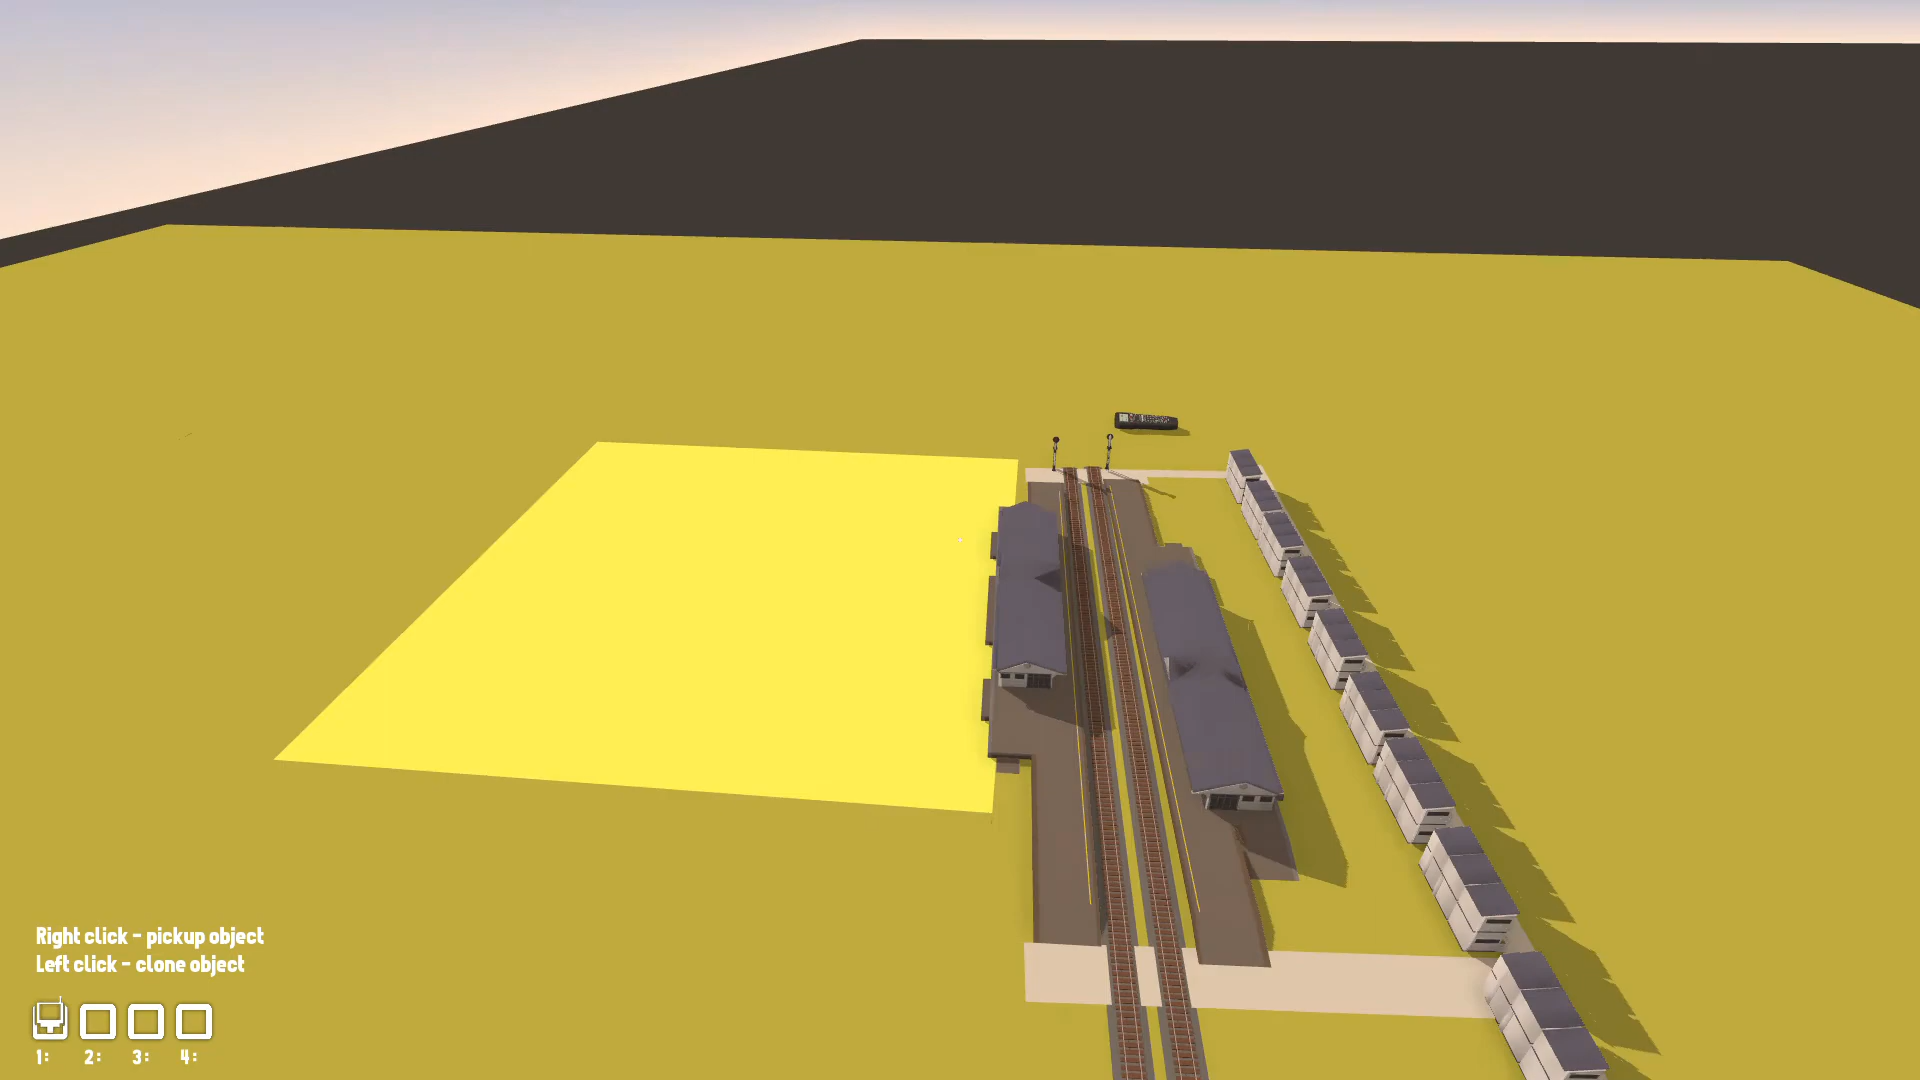 Right click - pickup object
Left click - clone object
1: 2: 3: 4: